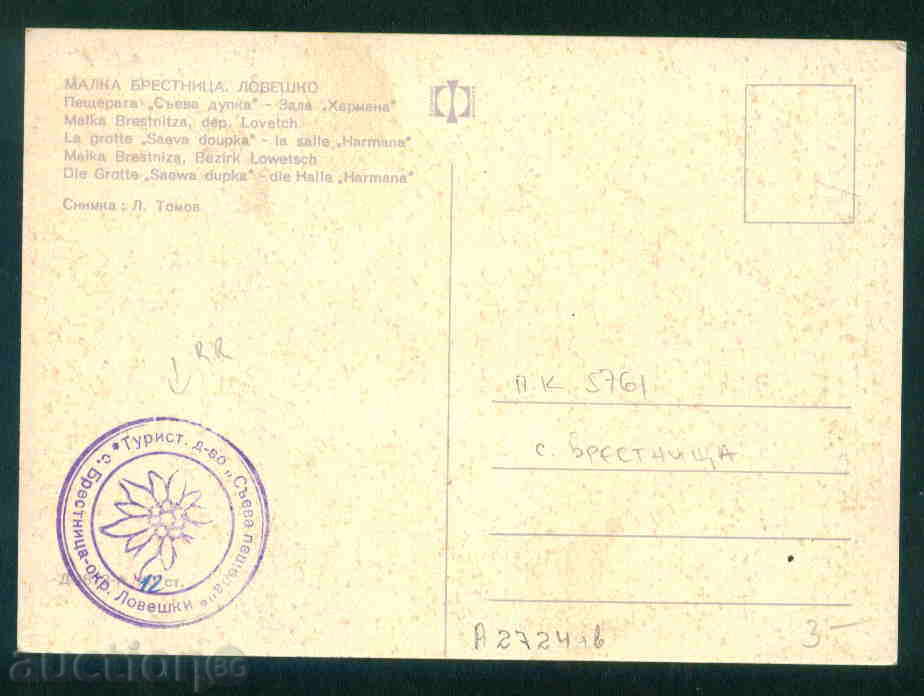 МАЛКА БРЕСТНИЦА. ЛОВЕШКО
Пещерата „Съева дупка" – Зала „Хармана"
Malka Brestnitza, dep. Lovetch
La grotte „Saeva doupka" – la salle „Harmana"
Malka Brestniza, Bezirk Lowetsch
Die Grotte „Saewa dupka" – die Halle „Harmana"
Снимка : Л. Томов
RR
п.к 5761
с. БРЕСТНИЦА
Турист. д-во „Съева пещера"
с. Брестница-окр. Ловешки
12 ст.
A 2724 ів
3 –
auction.BG